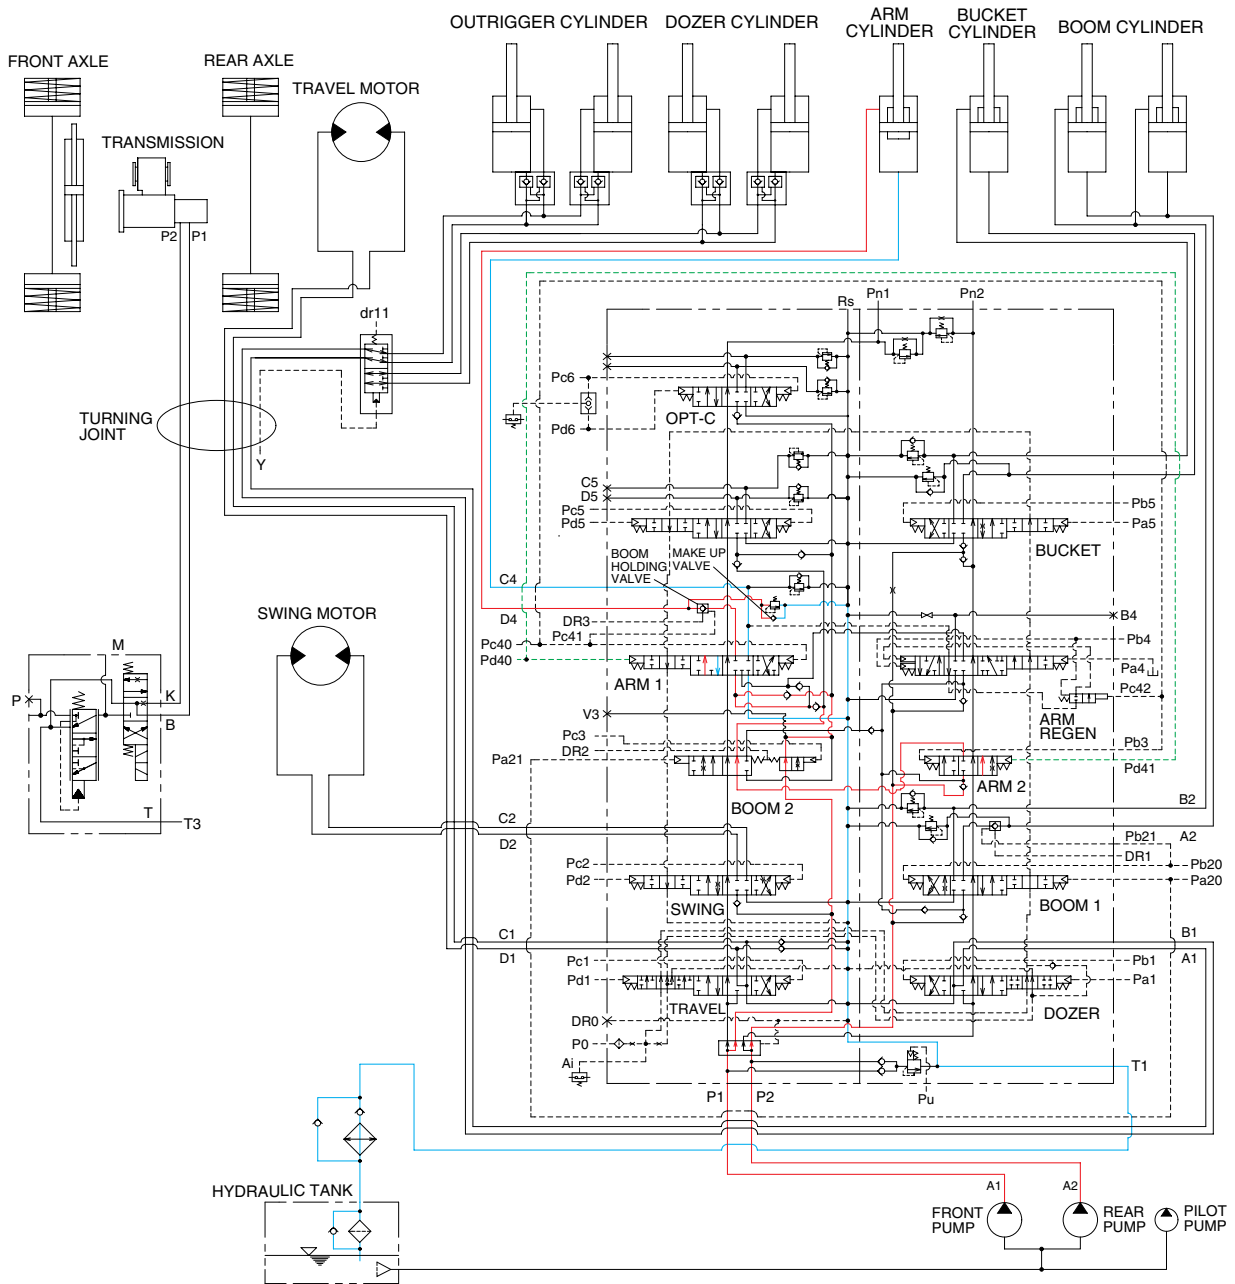 OUTRIGGER CYLINDER
DOZER CYLINDER
ARM
CYLINDER
BUCKET
CYLINDER
BOOM CYLINDER
FRONT AXLE
REAR AXLE
TRAVEL MOTOR
TRANSMISSION
P2
P1
dr11
Rs
Pn1
Pn2
TURNING
JOINT
Y
Pc6
Pd6
OPT-C
C5
D5
Pc5
Pd5
Pb5
Pa5
BUCKET
BOOM
HOLDING
VALVE
MAKE UP
VALVE
C4
D4
DR3
Pc41
Pc40
Pd40
ARM 1
B4
Pb4
Pa4
Pc42
ARM
REGEN
SWING MOTOR
M
P
K
B
T
T3
V3
Pc3
DR2
Pa21
BOOM 2
Pb3
Pd41
ARM 2
B2
A2
C2
D2
Pb21
DR1
Pc2
Pd2
Pb20
Pa20
SWING
BOOM 1
C1
D1
B1
A1
Pc1
Pd1
Pb1
Pa1
TRAVEL
DOZER
DR0
P0
Ai
T1
P1
P2
Pu
HYDRAULIC TANK
A1
A2
FRONT
PUMP
REAR
PUMP
PILOT
PUMP